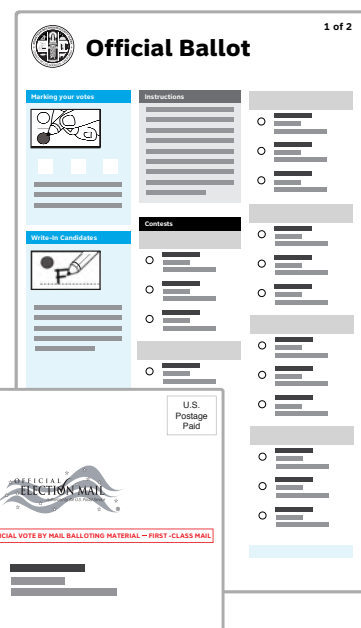 1 of 2
Official Ballot
Marking your votes
Instructions
Write-In Candidates
Contests
U.S.
Postage
Paid
OFFICIAL
ELECTION MAIL
CIAL VOTE BY MAIL BALLOTING MATERIAL — FIRST -CLASS MAIL